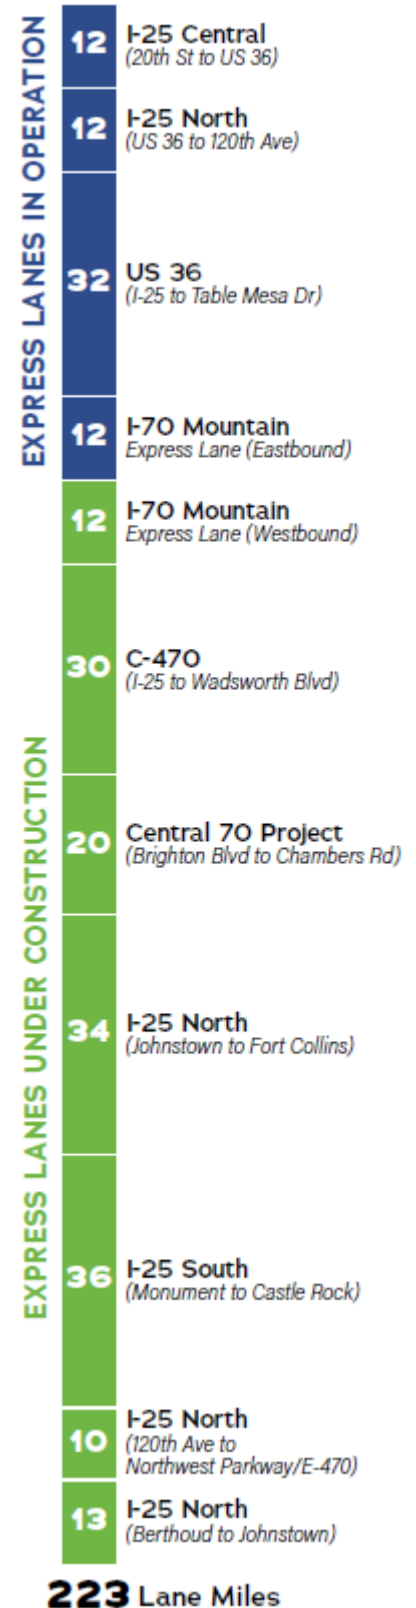 EXPRESS LANES IN OPERATION
12 I-25 Central
(20th St to US 36)
12 I-25 North
(US 36 to 120th Ave)
32 US 36
(I-25 to Table Mesa Dr)
12 I-70 Mountain
Express Lane (Eastbound)
EXPRESS LANES UNDER CONSTRUCTION
12 I-70 Mountain
Express Lane (Westbound)
30 C-470
(I-25 to Wadsworth Blvd)
20 Central 70 Project
(Brighton Blvd to Chambers Rd)
34 I-25 North
(Johnstown to Fort Collins)
36 I-25 South
(Monument to Castle Rock)
10 I-25 North
(120th Ave to
Northwest Parkway/E-470)
13 I-25 North
(Berthoud to Johnstown)
223 Lane Miles